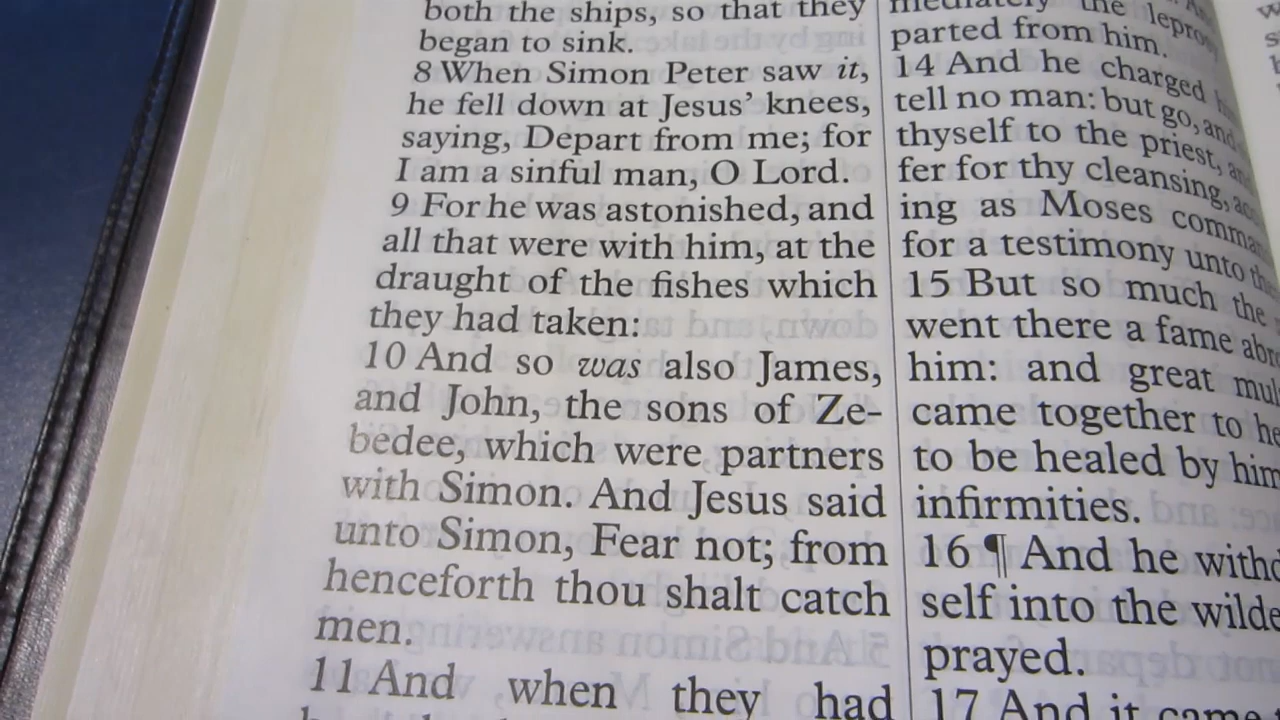 both the ships, so that they
began to sink.
8 When Simon Peter saw it,
he fell down at Jesus' knees,
saying, Depart from me; for
I am a sinful man, O Lord.
9 For he was astonished, and
all that were with him, at the
draught of the fishes which
they had taken:
10 And so was also James,
and John, the sons of Ze-
bedee, which were partners
with Simon. And Jesus said
unto Simon, Fear not; from
henceforth thou shalt catch
men.
11 And when they had
mediately the lepro
parted from him.
14 And he charged
tell no man: but go, and
thyself to the priest,
fer for thy cleansing,
ing as Moses comma
for a testimony unto
15 But so much the
went there a fame abr
him: and great mul
came together to he
to be healed by him
infirmities.
16 ¶ And he withd
self into the wilde
prayed.
17 And it came